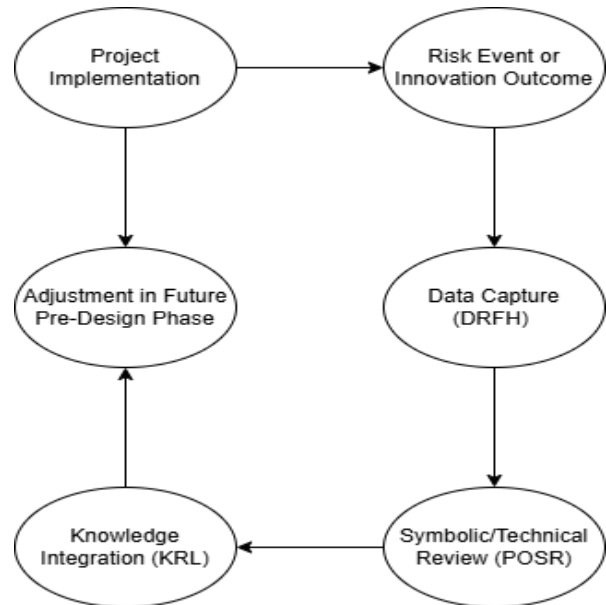 Project
Implementation
Risk Event or
Innovation Outcome
Adjustment in Future
Pre-Design Phase
Data Capture
(DRFH)
Knowledge
Integration (KRL)
Symbolic/Technical
Review (POSR)